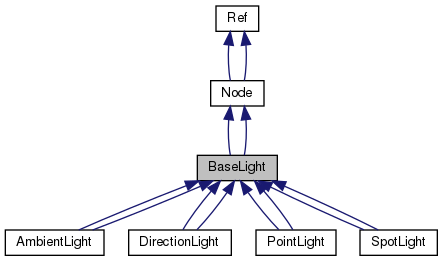 Ref
Node
BaseLight
AmbientLight
DirectionLight
PointLight
SpotLight